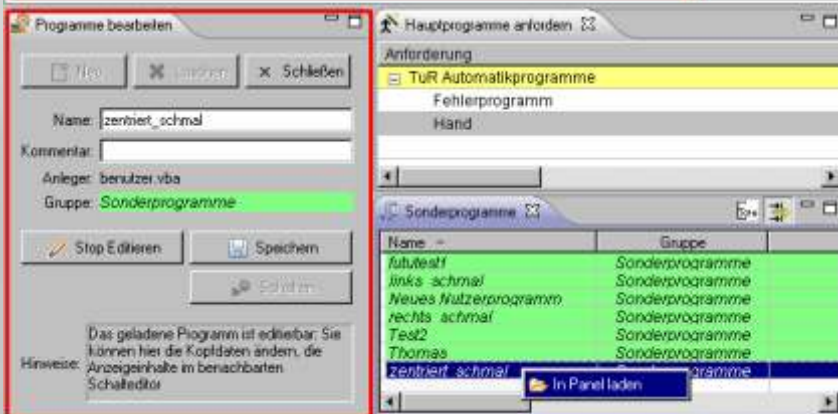 Programme bearbeiten
Neu
Schließen
Name: zentriert_schmal
Kommentar:
Anleger: benutzer.vba
Gruppe: Sonderprogramme
Stop Editieren
Speichern
Hinweise:
Das geladene Programm ist editierbar: Sie
können hier die Kopfdaten ändern, die
Anzeigeinhalte im benachbarten
Schalteditor
Hauptprogramme anfordern
Anforderung
TuR Automatikprogramme
Fehlerprogramm
Hand
Sonderprogramme
Name Gruppe
fututest1 Sonderprogramme
links_schmal Sonderprogramme
Neues Nutzerprogramm Sonderprogramme
rechts_schmal Sonderprogramme
Test2 Sonderprogramme
Thomas Sonderprogramme
zentriert_schmal Sonderprogramme
In Panel laden